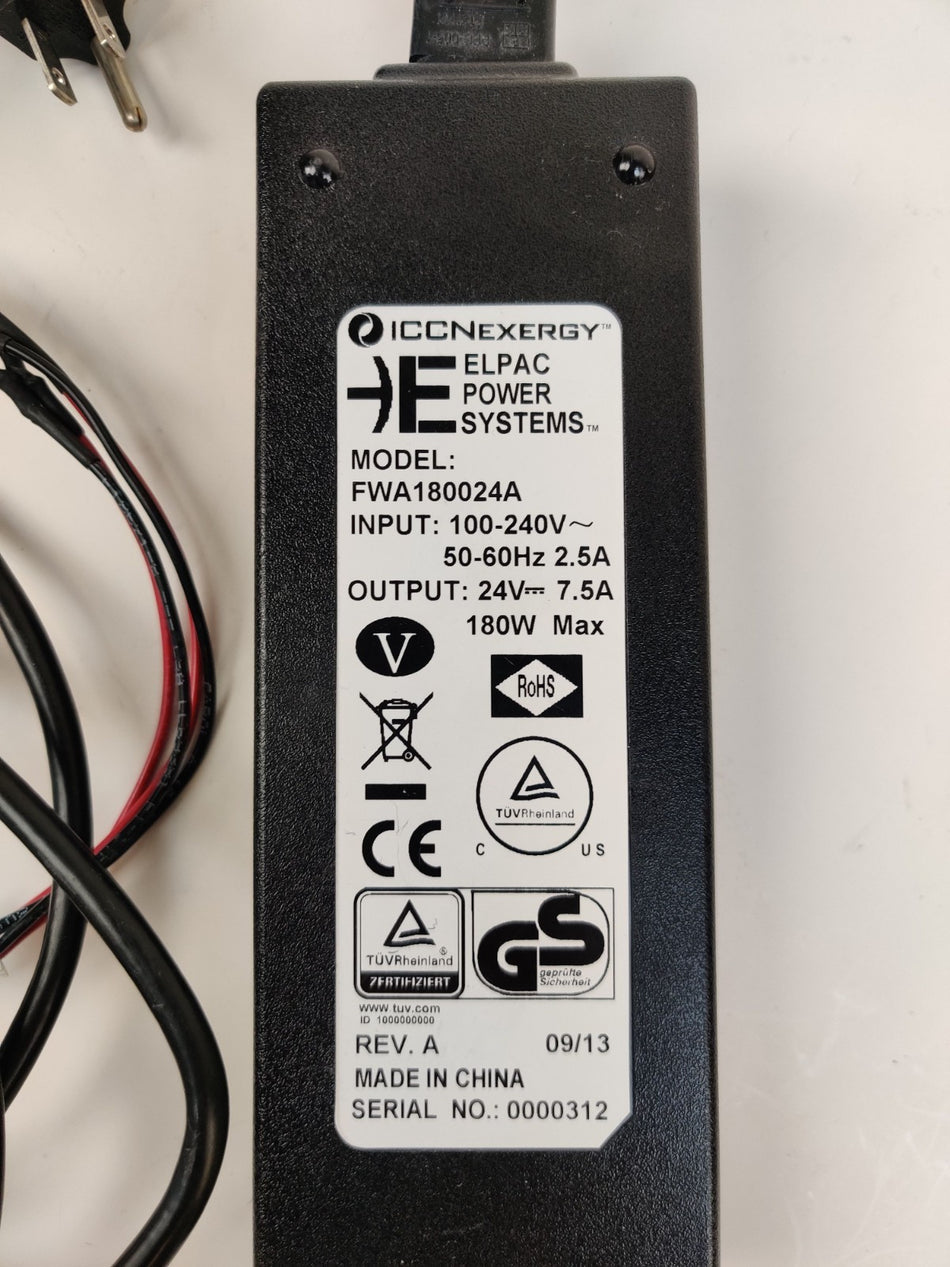 ICCNEXERGY™
ELPAC
POWER
SYSTEMS™
MODEL:
FWA180024A
INPUT: 100-240V~
50-60Hz 2.5A
OUTPUT: 24V⎓ 7.5A
180W Max
V
RoHS
TÜVRheinland
C US
CE
TÜVRheinland®
ZERTIFIZIERT
GS
geprüfte
Sicherheit
www.tuv.com
ID 1000000000
REV. A 09/13
MADE IN CHINA
SERIAL NO.: 0000312